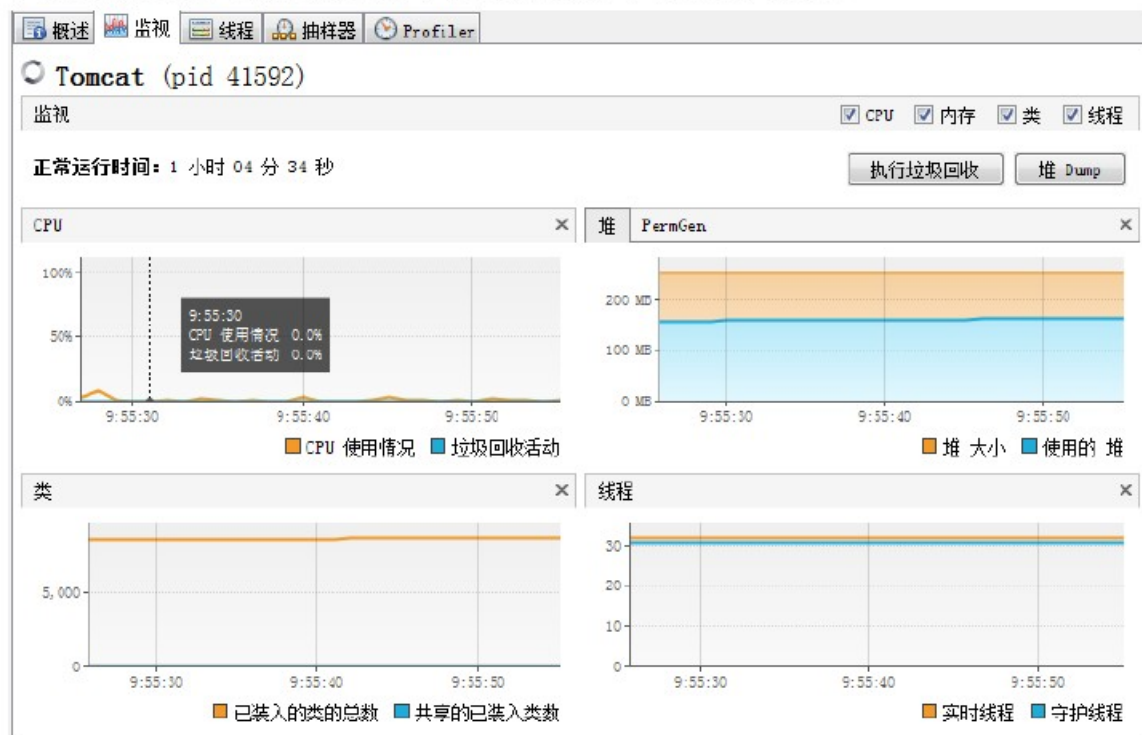 概述 监视 线程 抽样器 Profiler
Tomcat (pid 41592)
监视 CPU 内存 类 线程
正常运行时间: 1 小时 04 分 34 秒 执行垃圾回收 堆 Dump
CPU
100%
50%
0%
9:55:30
CPU 使用情况 0.0%
垃圾回收活动 0.0%
9:55:30 9:55:40 9:55:50
CPU 使用情况 垃圾回收活动
堆 PermGen
200 MB
100 MB
0 MB
9:55:30 9:55:40 9:55:50
堆 大小 使用的 堆
类
5,000
0
9:55:30 9:55:40 9:55:50
已装入的类的总数 共享的已装入类数
线程
30
20
10
0
9:55:30 9:55:40 9:55:50
实时线程 守护线程